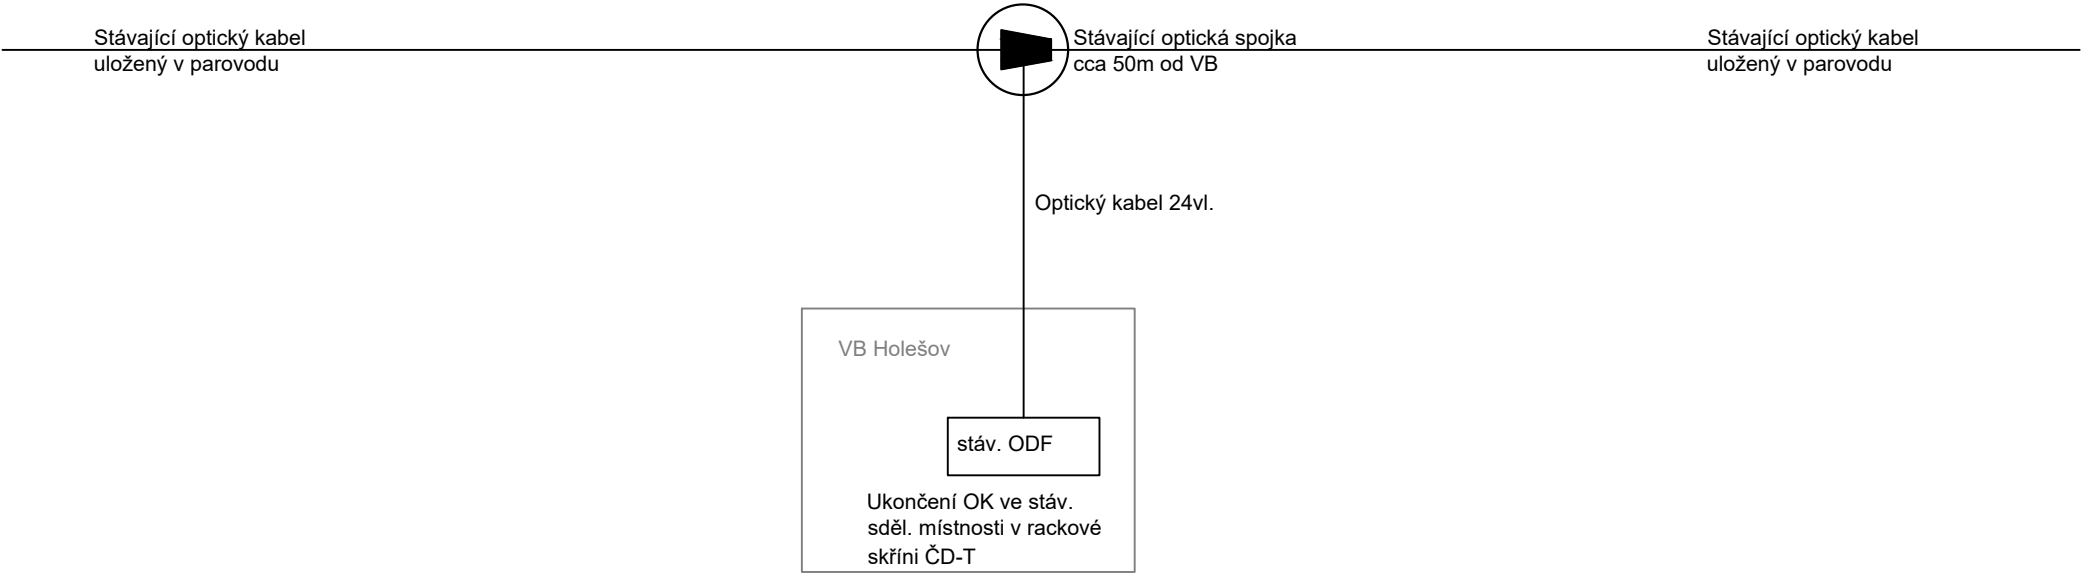 Stávající optický kabel
uložený v parovodu
Stávající optická spojka
cca 50m od VB
Stávající optický kabel
uložený v parovodu
Optický kabel 24vl.
VB Holešov
stáv. ODF
Ukončení OK ve stáv.
sděl. místnosti v rackové
skříni ČD-T